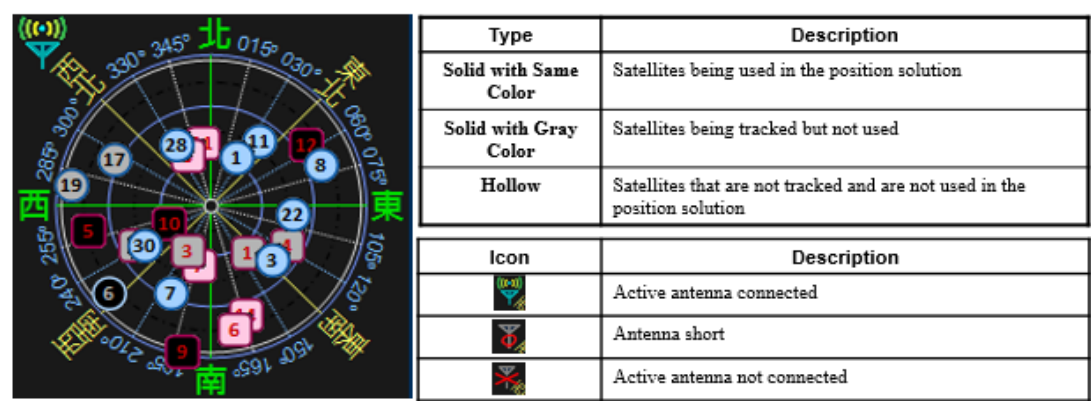 北
345°
015°
330°
030°
西北
東北
300°
060°
285°
075°
28
11
12
1
8
17
19
西
東
22
5
10
30
3
1
4
3
255°
105°
240°
120°
6
7
6
西南
東南
9
210°
150°
165°
南
Type
Description
Solid with Same
Color
Satellites being used in the position solution
Solid with Gray
Color
Satellites being tracked but not used
Hollow
Satellites that are not tracked and are not used in the
position solution
Icon
Description
Active antenna connected
Antenna short
Active antenna not connected